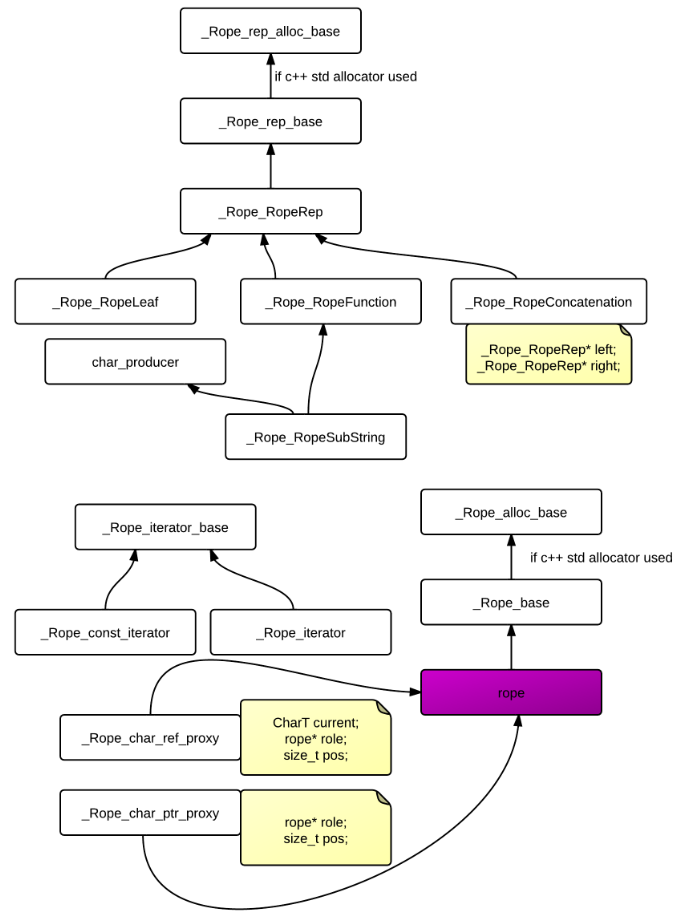 _Rope_rep_alloc_base
if c++ std allocator used
_Rope_rep_base
_Rope_RopeRep
_Rope_RopeLeaf
_Rope_RopeFunction
_Rope_RopeConcatenation
_Rope_RopeRep* left;
_Rope_RopeRep* right;
char_producer
_Rope_RopeSubString
_Rope_iterator_base
_Rope_alloc_base
if c++ std allocator used
_Rope_base
_Rope_const_iterator
_Rope_iterator
rope
_Rope_char_ref_proxy
CharT current;
rope* role;
size_t pos;
_Rope_char_ptr_proxy
rope* role;
size_t pos;